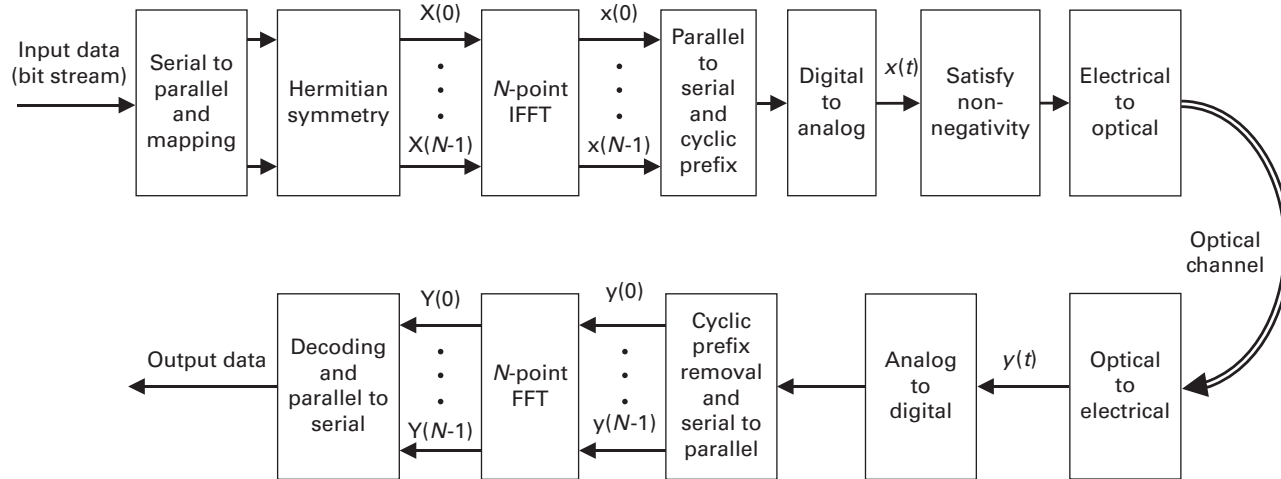 Input data
(bit stream)
Serial to
parallel
and
mapping
Hermitian
symmetry
X(0)
X(N-1)
N-point
IFFT
x(0)
x(N-1)
Parallel
to
serial
and
cyclic
prefix
Digital
to
analog
x(t)
Satisfy
non-
negativity
Electrical
to
optical
Optical
channel
Optical
to
electrical
y(t)
Analog
to
digital
Cyclic
prefix
removal
and
serial to
parallel
y(0)
y(N-1)
N-point
FFT
Y(0)
Y(N-1)
Decoding
and
parallel to
serial
Output data